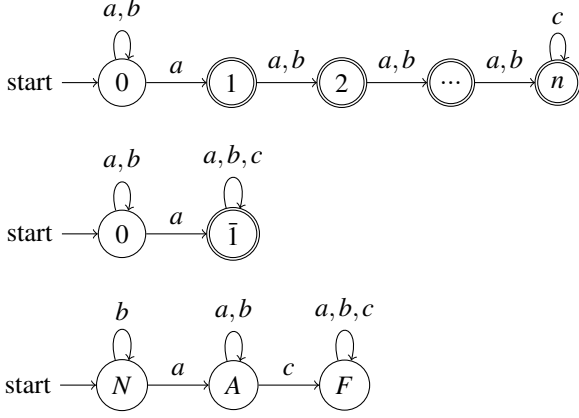 a, b c
start 0 a 1 a, b 2 a, b ··· a, b n
a, b a, b, c
start 0 a 1̄
b a, b a, b, c
start N a A c F